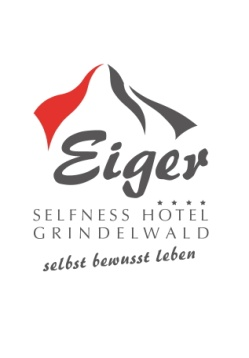 Eiger
★★★★
SELFNESS HOTEL
GRINDELWALD
selbst bewusst leben